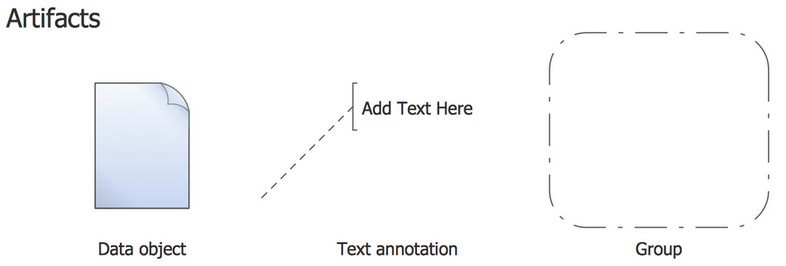 Artifacts
Add Text Here
Data object
Text annotation
Group